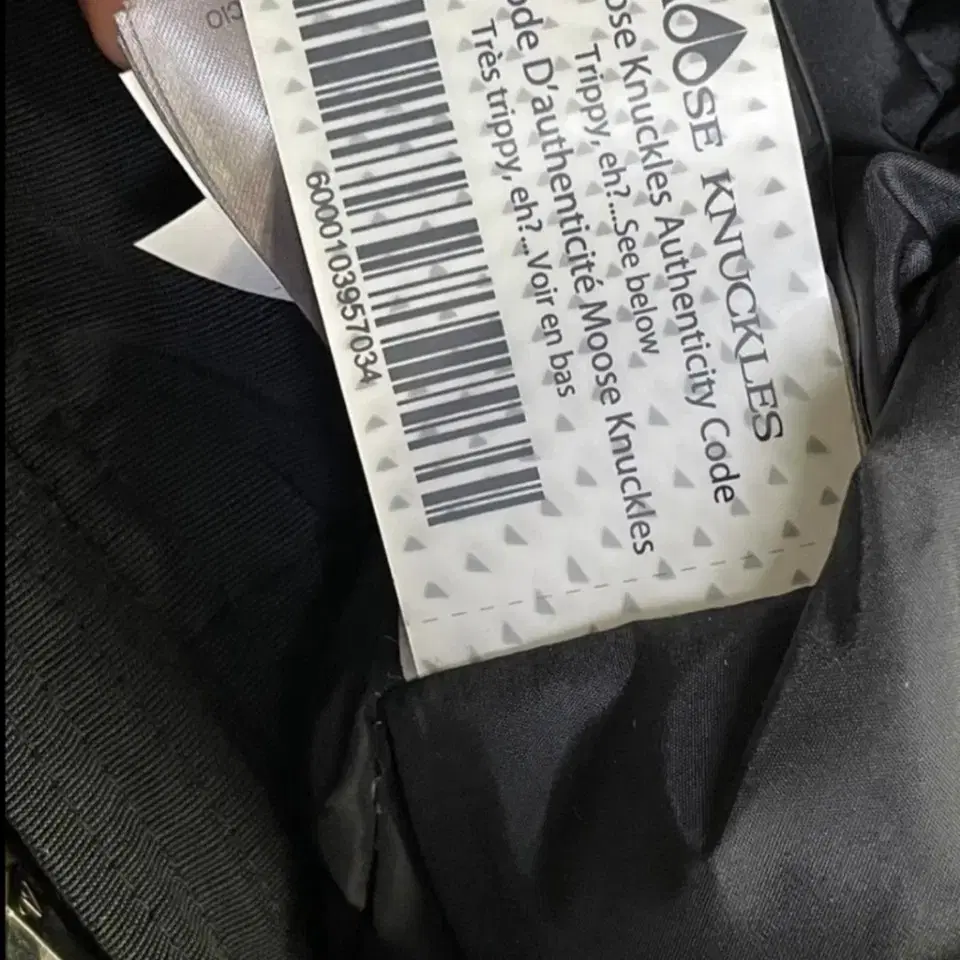 OOSE KNUCKLES
ose Knuckles Authenticity Code
Trippy, eh?...See below
ode D'authenticité Moose Knuckles
Très trippy, eh?...Voir en bas
6000103957034